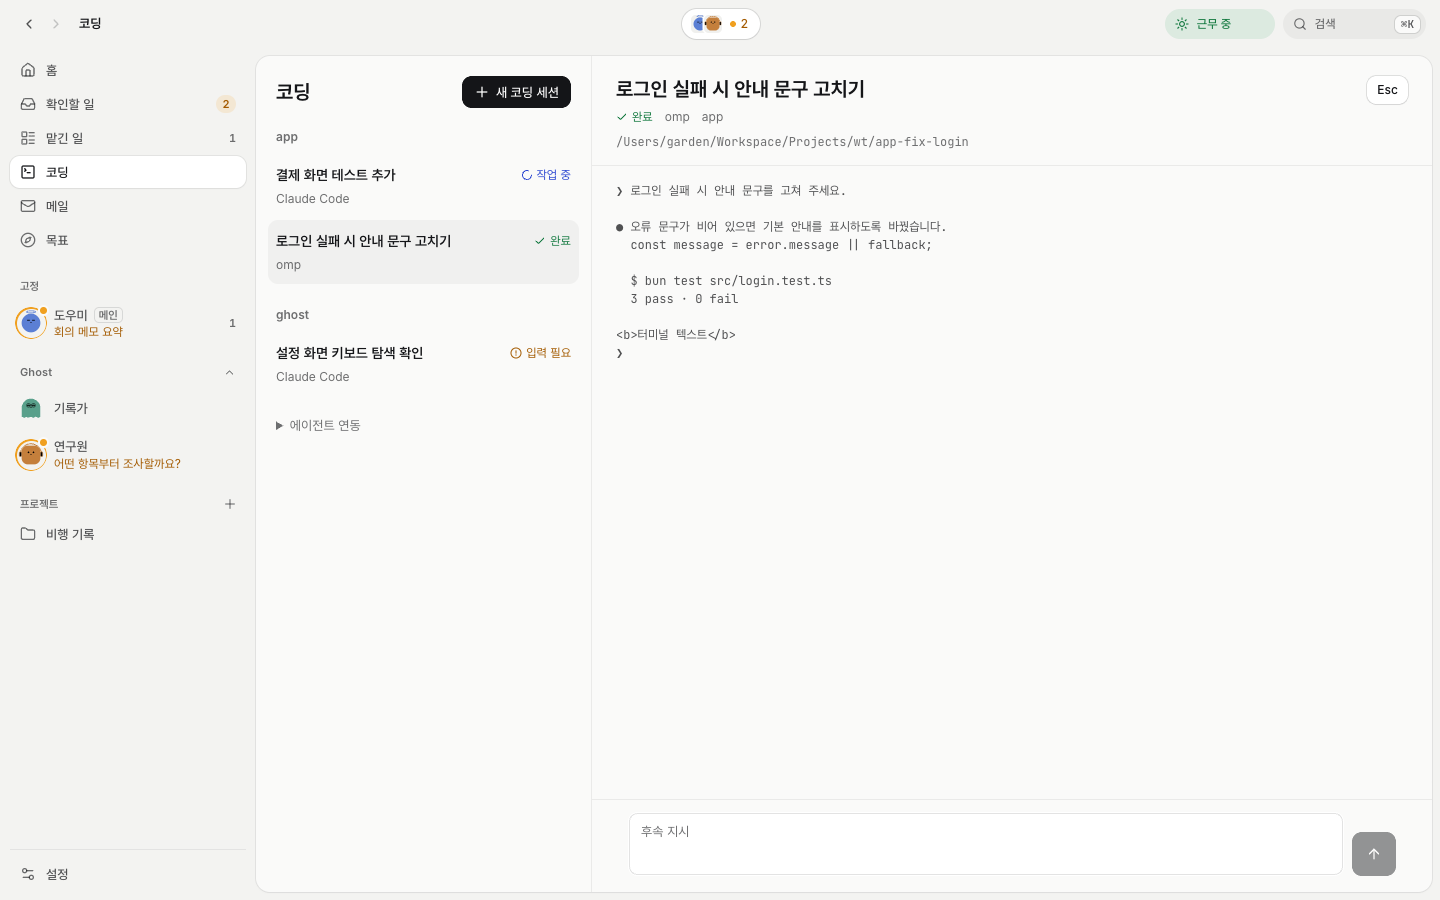 코딩
2
근무 중
검색
⌘K
홈
확인할 일
2
맡긴 일
1
코딩
메일
목표
고정
도우미
메인
회의 메모 요약
1
Ghost
기록가
연구원
어떤 항목부터 조사할까요?
프로젝트
비행 기록
설정
코딩
새 코딩 세션
app
결제 화면 테스트 추가
작업 중
Claude Code
로그인 실패 시 안내 문구 고치기
완료
omp
ghost
설정 화면 키보드 탐색 확인
입력 필요
Claude Code
▶ 에이전트 연동
로그인 실패 시 안내 문구 고치기
Esc
완료 omp app
/Users/garden/Workspace/Projects/wt/app-fix-login
❯ 로그인 실패 시 안내 문구를 고쳐 주세요.
● 오류 문구가 비어 있으면 기본 안내를 표시하도록 바꿨습니다.
const message = error.message || fallback;
$ bun test src/login.test.ts
3 pass · 0 fail
<b>터미널 텍스트</b>
❯
후속 지시